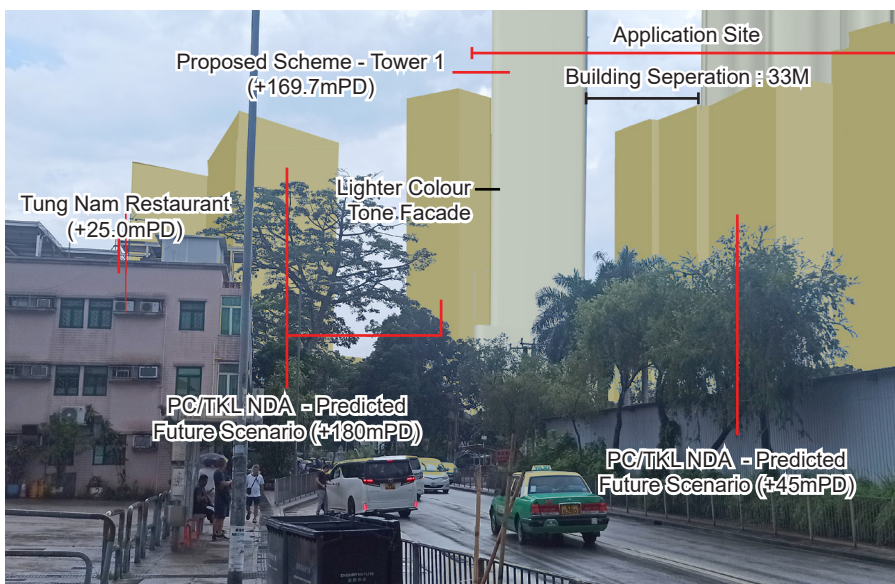 Application Site
Proposed Scheme - Tower 1
(+169.7mPD)
Building Seperation : 33M
Lighter Colour
Tone Facade
Tung Nam Restaurant
(+25.0mPD)
PC/TKL NDA - Predicted
Future Scenario (+180mPD)
PC/TKL NDA - Predicted
Future Scenario (+45mPD)